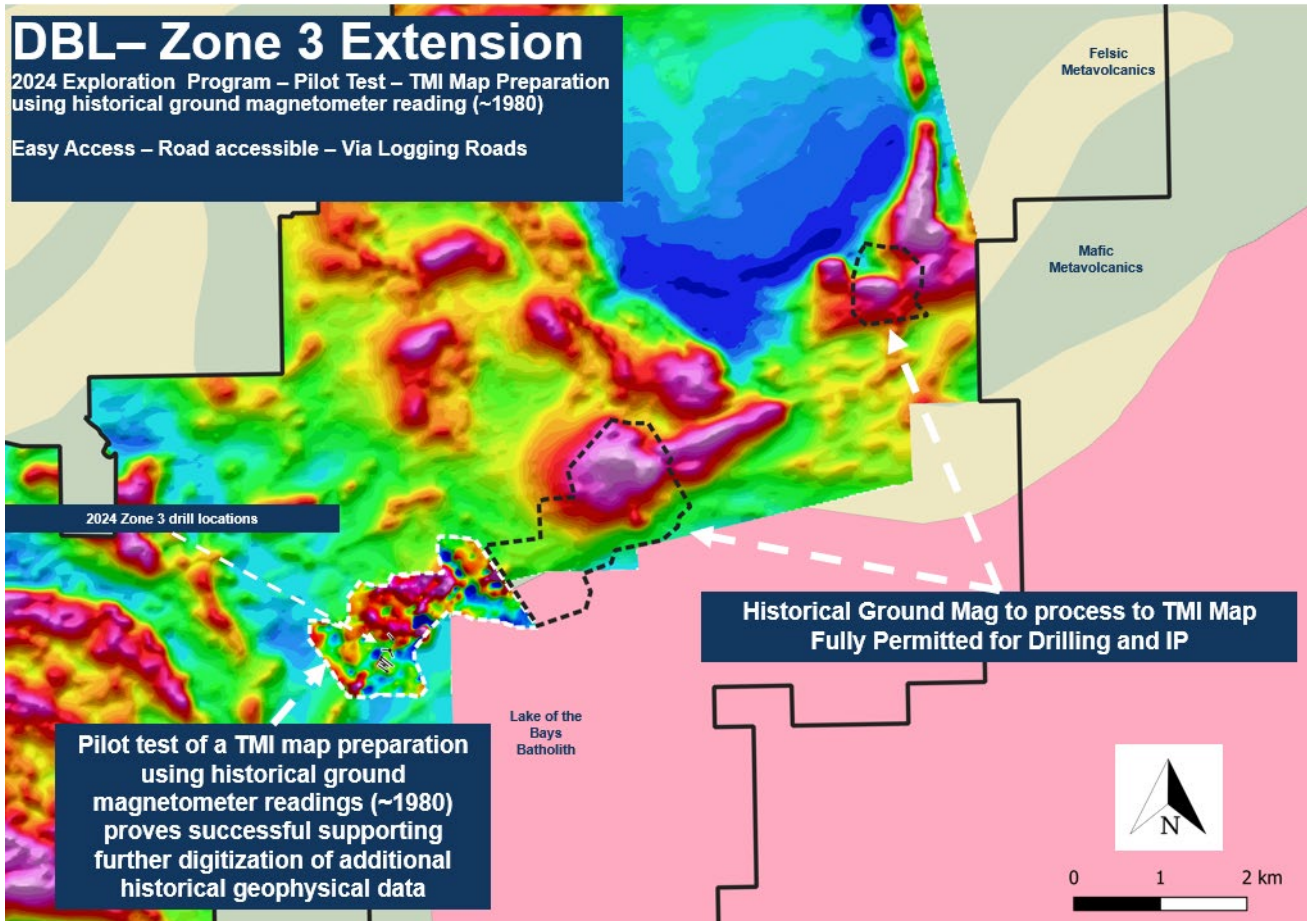 DBL– Zone 3 Extension
2024 Exploration  Program – Pilot Test – TMI Map Preparation
using historical ground magnetometer reading (~1980)
Easy Access – Road accessible – Via Logging Roads
Felsic
Metavolcanics
Mafic
Metavolcanics
2024 Zone 3 drill locations
Historical Ground Mag to process to TMI Map
Fully Permitted for Drilling and IP
Lake of the
Bays
Batholith
Pilot test of a TMI map preparation
using historical ground
magnetometer readings (~1980)
proves successful supporting
further digitization of additional
historical geophysical data
N
0 1 2 km